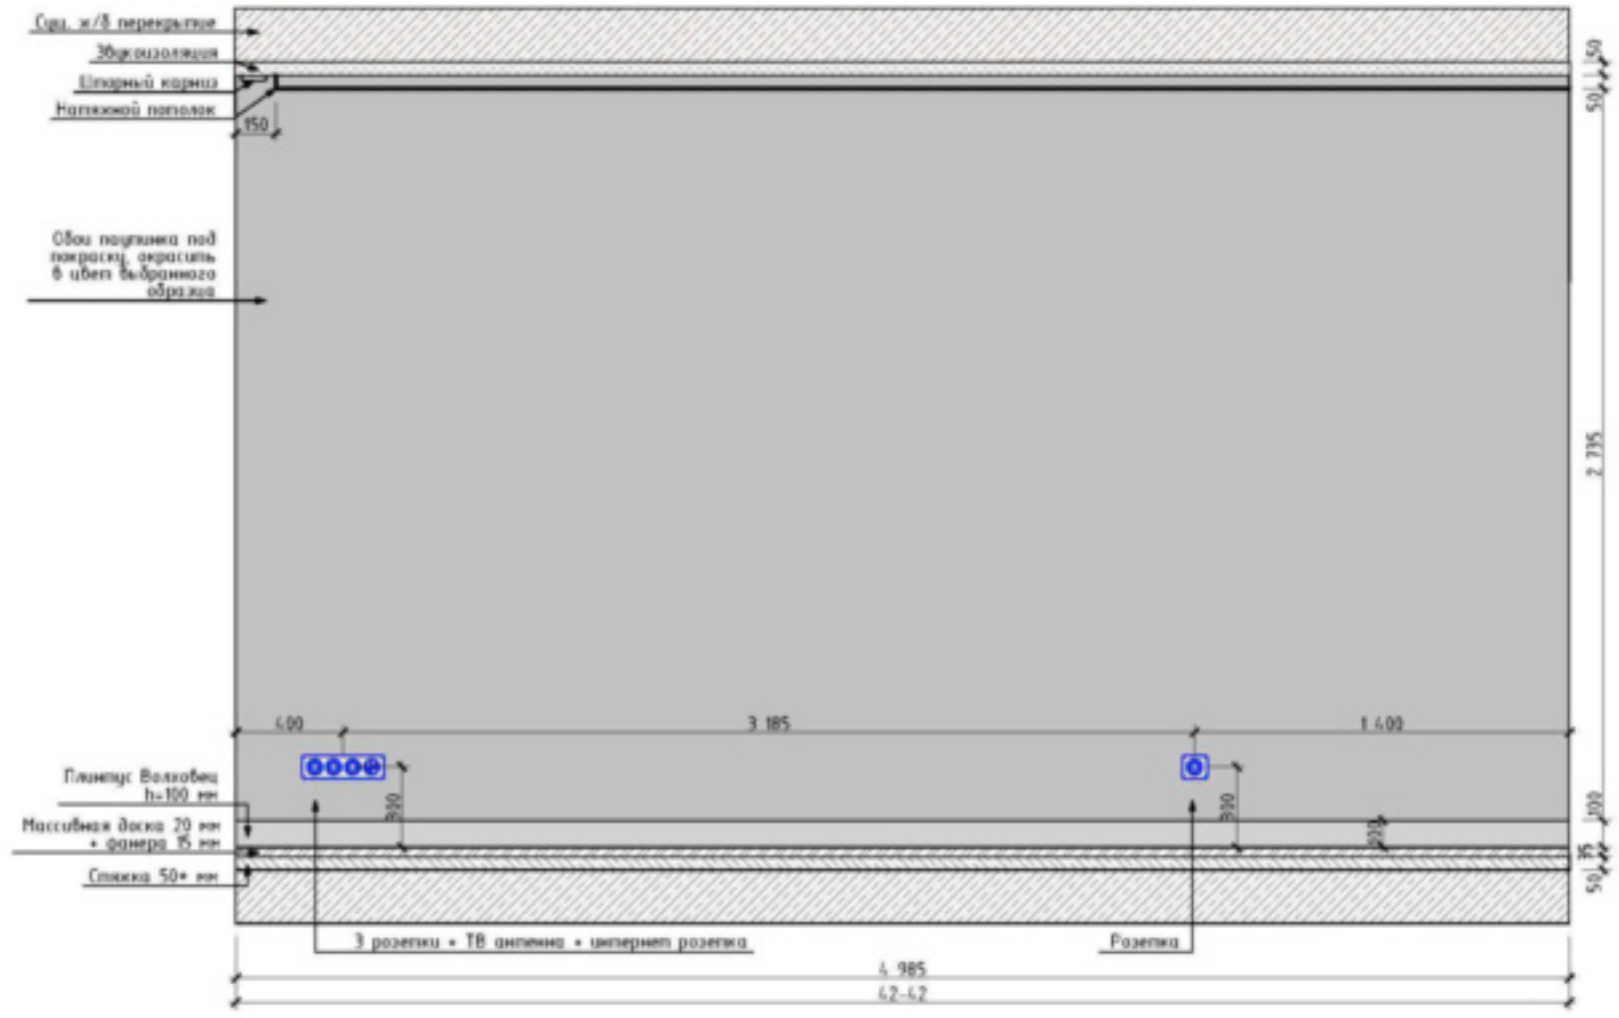 Сущ. ж/б перекрытие
Звукоизоляция
Шторный карниз
Натяжной потолок
150
50
50
Обои паутинка под
покраску, окрасить
в цвет выбранного
образца
2 735
400
3 185
1 400
Плинтус Волховец
h=100 мм
300
300
100
100
Массивная доска 20 мм
+ фанера 15 мм
35
Стяжка 50* мм
50
3 розетки + ТВ антенна + интернет розетка
Розетка
4 985
42-42